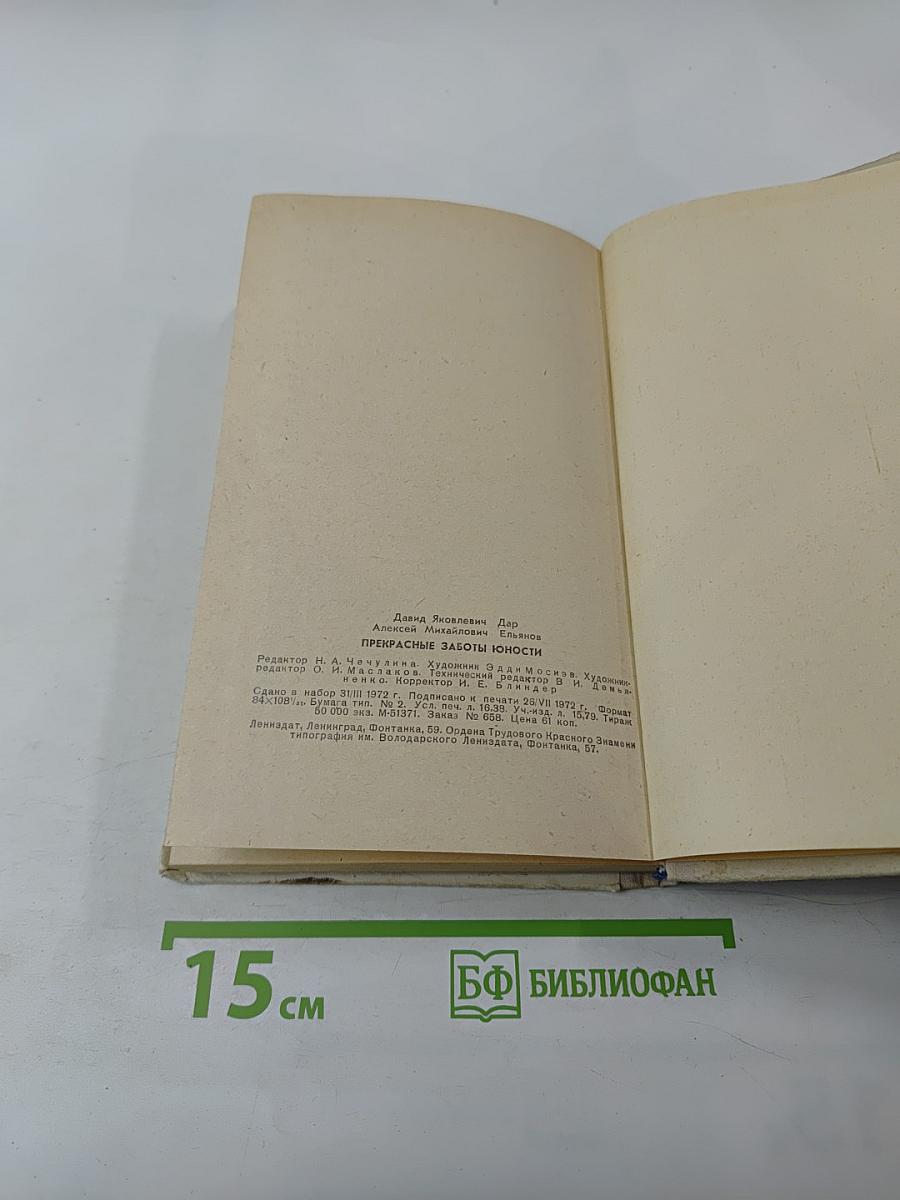 Давид Яковлевич Дар
Алексей Михайлович Ельянов
ПРЕКРАСНЫЕ ЗАБОТЫ ЮНОСТИ
Редактор Н. А. Чечулина. Художник Эдди Мосиэв. Художник-
редактор О. И. Маслаков. Технический редактор В. И. Демья-
ненко. Корректор И. Е. Блиндер
Сдано в набор 31/III 1972 г. Подписано к печати 26/VII 1972 г. Формат
84×108¹/₃₂. Бумага тип. № 2. Усл. печ. л. 16,39. Уч.-изд. л. 15,79. Тираж
50 000 экз. М-51371. Заказ № 658. Цена 61 коп.
Лениздат, Ленинград, Фонтанка, 59. Ордена Трудового Красного Знамени
типография им. Володарского Лениздата, Фонтанка, 57.
15 см
БФ БИБЛИОФАН